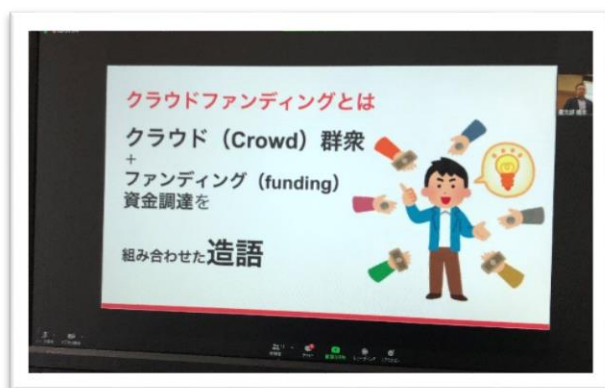 クラウドファンディングとは
クラウド（Crowd）群衆
+
ファンディング（funding）
資金調達を
組み合わせた造語